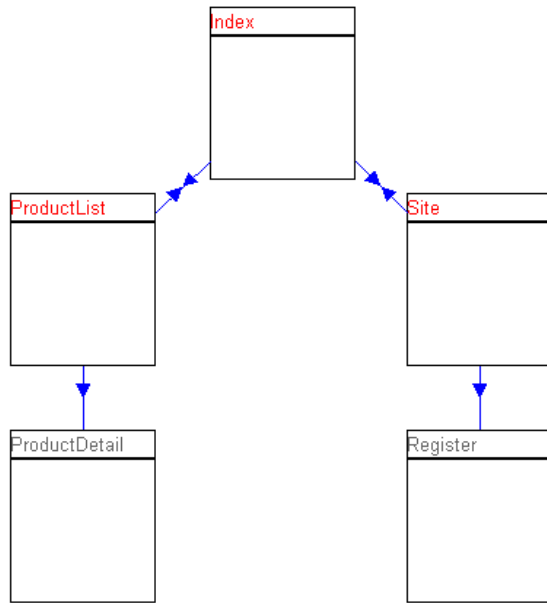 Index
ProductList
Site
ProductDetail
Register